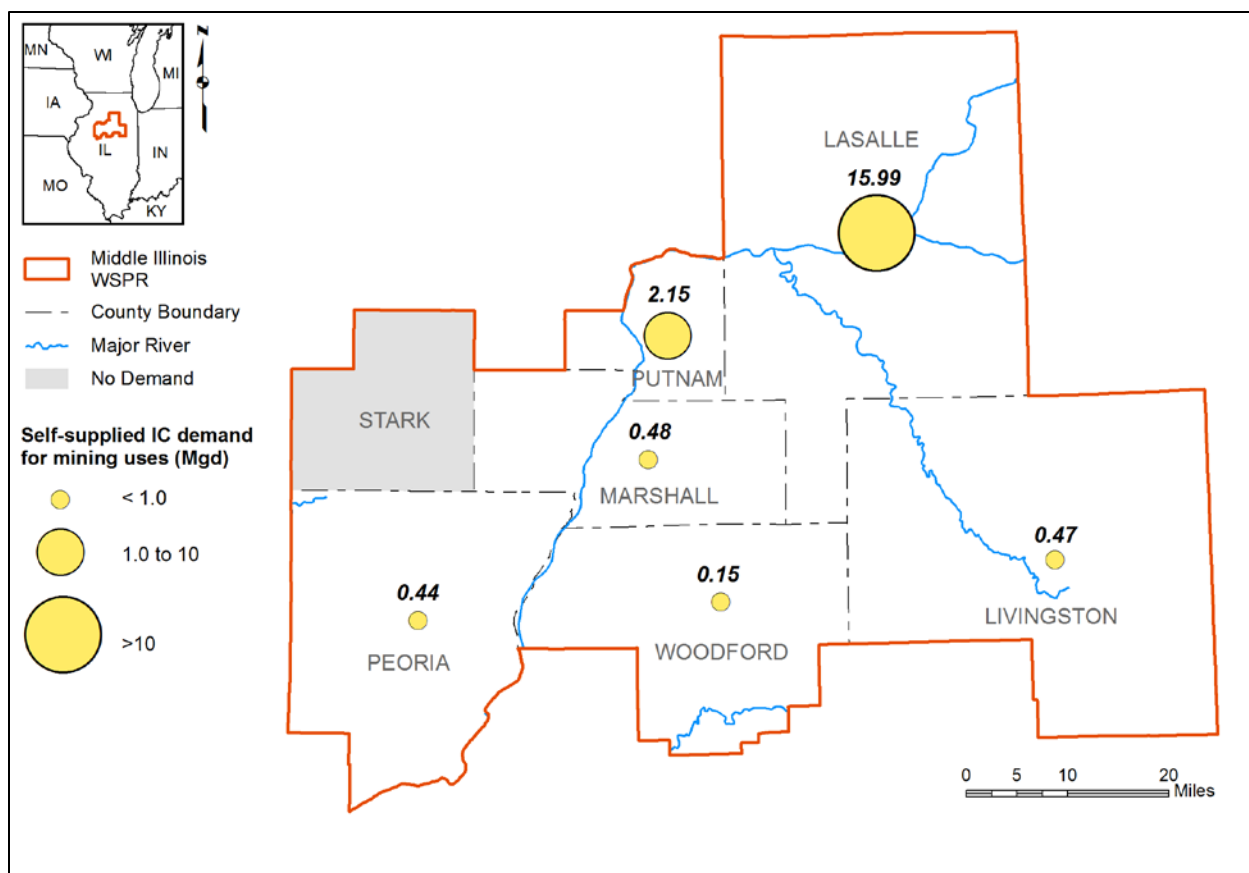 N
MN
WI
MI
IA
IL
IN
MO
KY
Middle Illinois
WSPR
County Boundary
Major River
No Demand
Self-supplied IC demand
for mining uses (Mgd)
< 1.0
1.0 to 10
>10
LASALLE
15.99
2.15
PUTNAM
STARK
0.48
MARSHALL
0.47
LIVINGSTON
0.44
PEORIA
0.15
WOODFORD
0 5 10 20
Miles